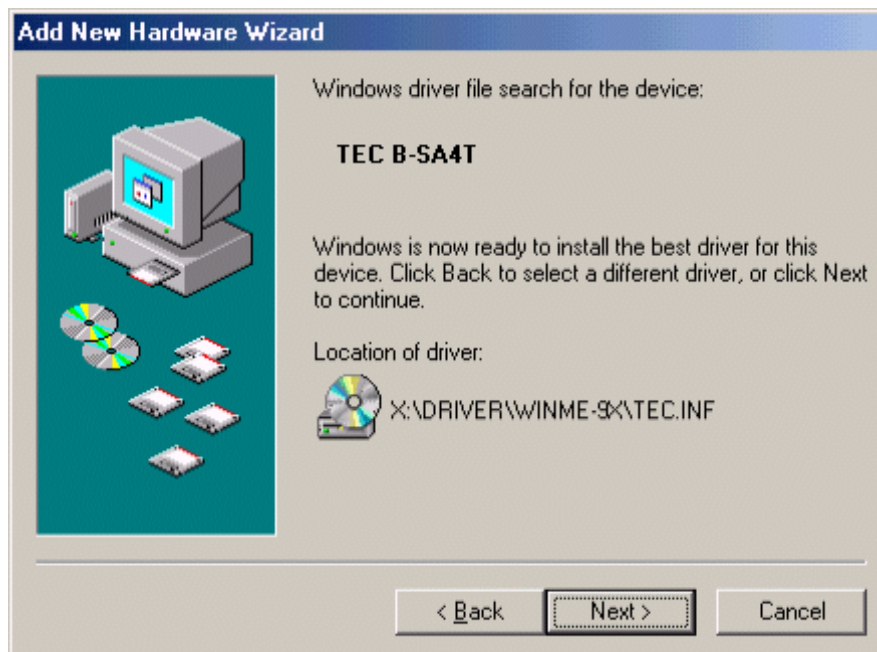 Add New Hardware Wizard
Windows driver file search for the device:
TEC B-SA4T
Windows is now ready to install the best driver for this
device. Click Back to select a different driver, or click Next
to continue.
Location of driver:
X:\DRIVER\WINME-9X\TEC.INF
< Back
Next >
Cancel